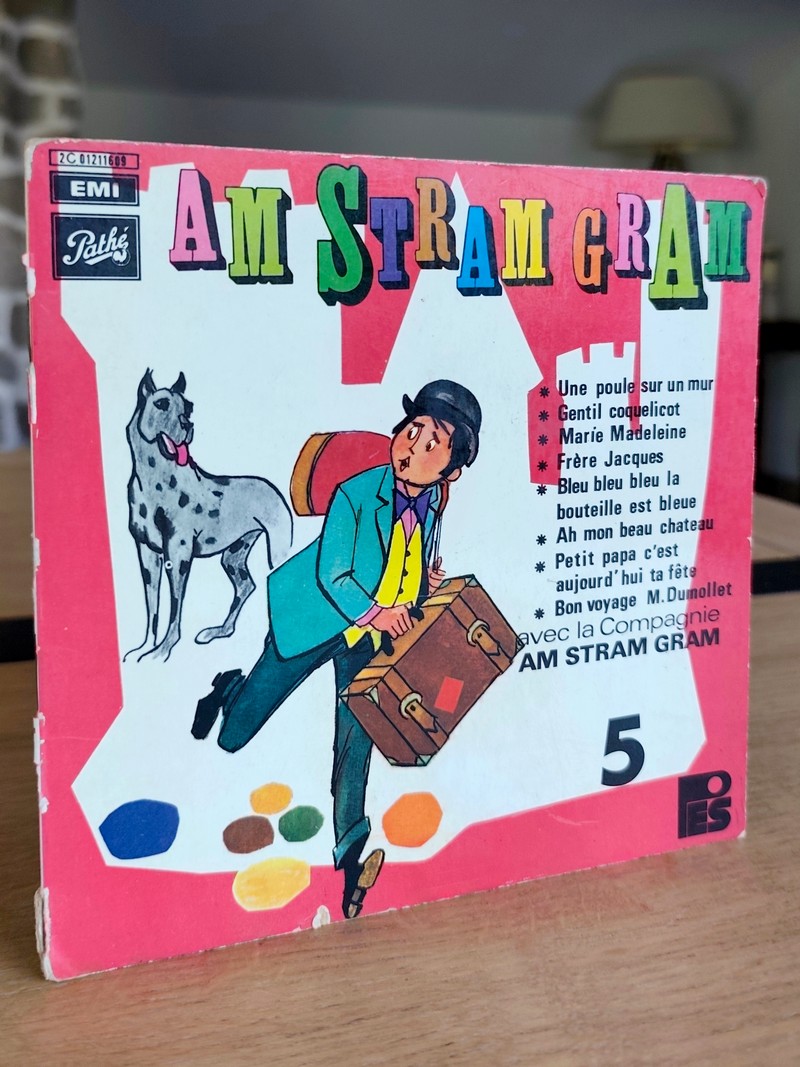 2C 01211609
EMI
Pathé
AM STRAM GRAM
* Une poule sur un mur
* Gentil coquelicot
* Marie Madeleine
* Frère Jacques
* Bleu bleu bleu la
bouteille est bleue
* Ah mon beau chateau
* Petit papa c'est
aujourd'hui ta fête
* Bon voyage M. Dumollet
avec la Compagnie
AM STRAM GRAM
5
PES